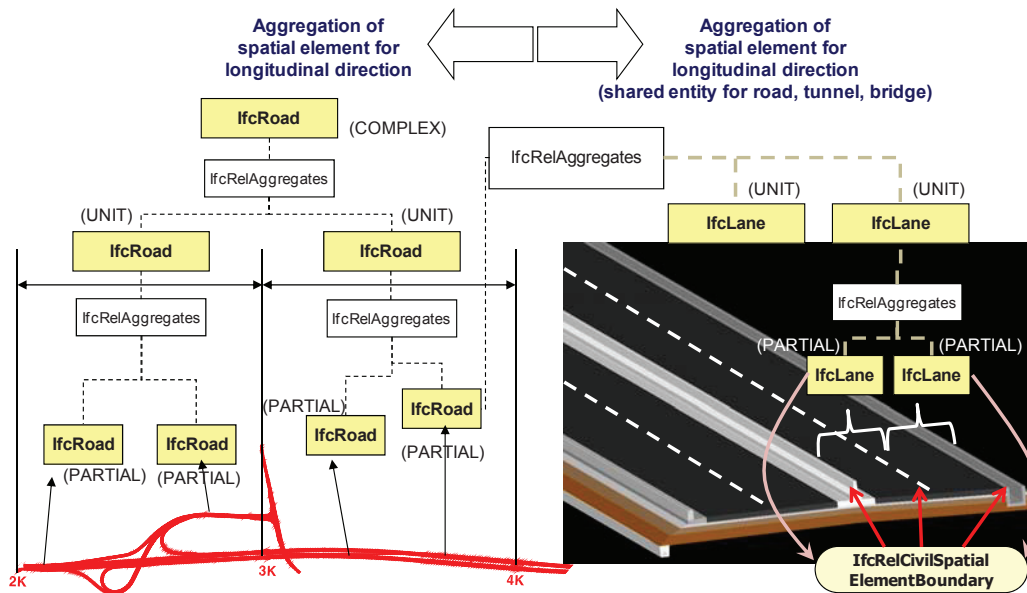 Aggregation of
spatial element for
longitudinal direction
Aggregation of
spatial element for
longitudinal direction
(shared entity for road, tunnel, bridge)
IfcRoad
(COMPLEX)
IfcRelAggregates
IfcRelAggregates
(UNIT)
(UNIT)
(UNIT)
(UNIT)
IfcRoad
IfcRoad
IfcLane
IfcLane
IfcRelAggregates
IfcRelAggregates
IfcRelAggregates
(PARTIAL)
(PARTIAL)
IfcLane
IfcLane
(PARTIAL)
IfcRoad
IfcRoad
IfcRoad
IfcRoad
(PARTIAL)
(PARTIAL)
(PARTIAL)
2K
3K
4K
IfcRelCivilSpatial
ElementBoundary